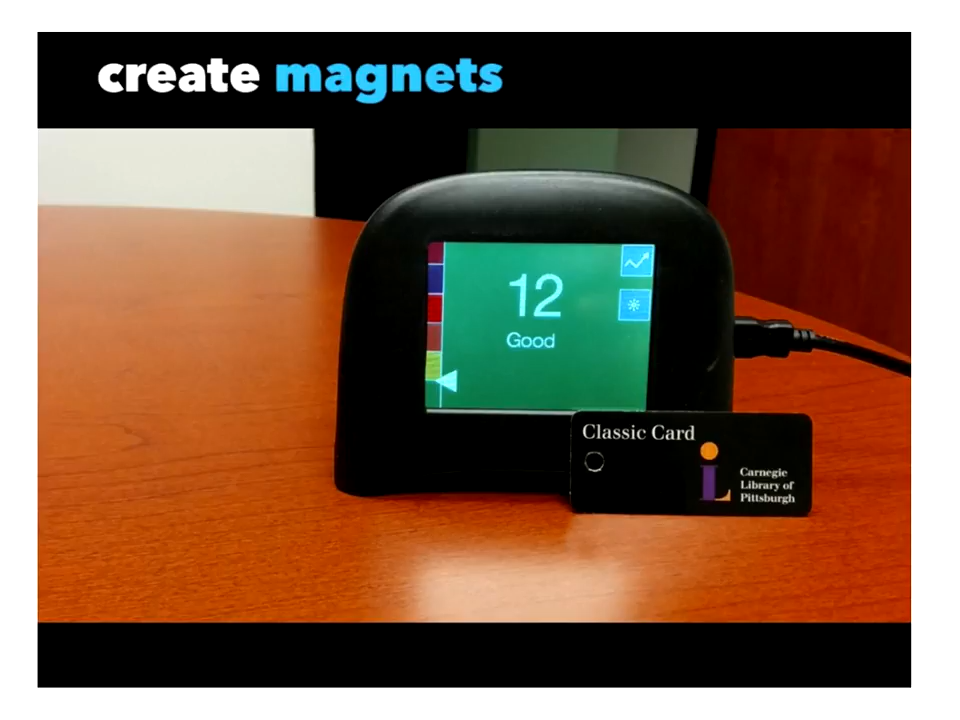 create magnets
12
Good
Classic Card
Carnegie
Library of
Pittsburgh